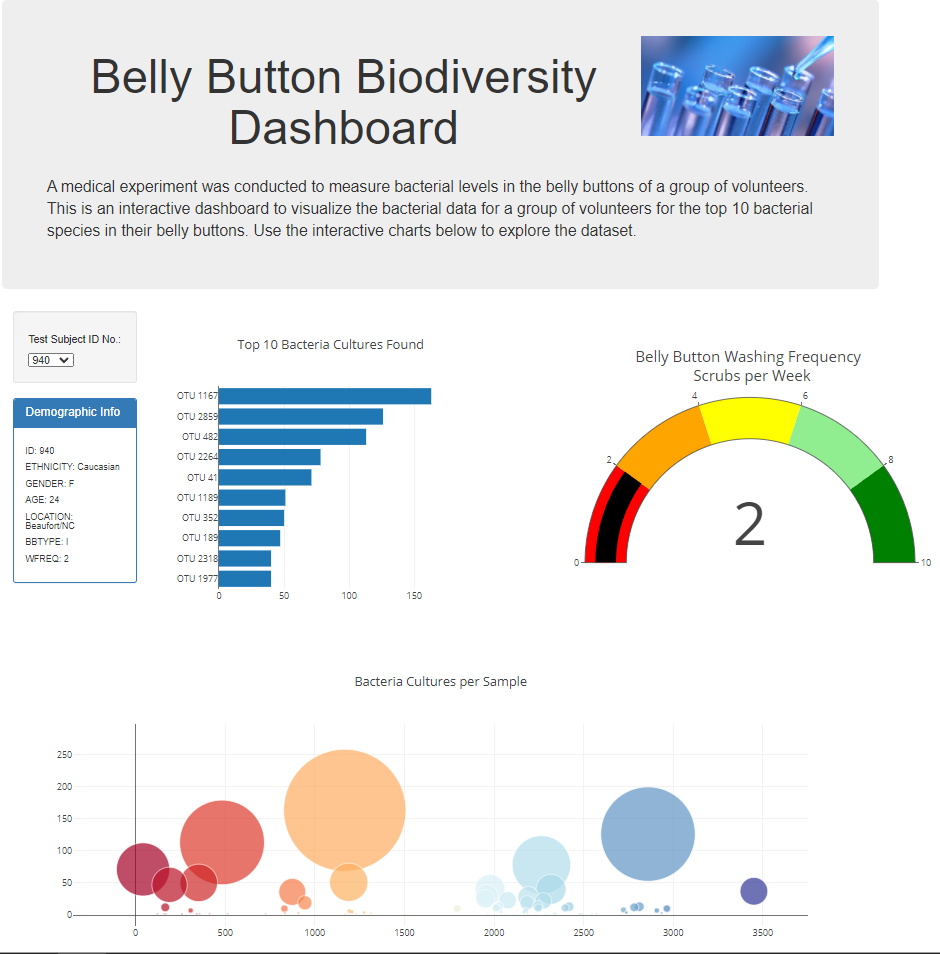 Belly Button Biodiversity
Dashboard
A medical experiment was conducted to measure bacterial levels in the belly buttons of a group of volunteers.
This is an interactive dashboard to visualize the bacterial data for a group of volunteers for the top 10 bacterial
species in their belly buttons. Use the interactive charts below to explore the dataset.
Test Subject ID No.:
940
Demographic Info
ID: 940
ETHNICITY: Caucasian
GENDER: F
AGE: 24
LOCATION:
Beaufort/NC
BBTYPE: I
WFREQ: 2
Top 10 Bacteria Cultures Found
OTU 1167
OTU 2859
OTU 482
OTU 2264
OTU 41
OTU 1189
OTU 352
OTU 189
OTU 2318
OTU 1977
0 50 100 150
Belly Button Washing Frequency
Scrubs per Week
4 6
2 8
2
0 10
Bacteria Cultures per Sample
250
200
150
100
50
0
0 500 1000 1500 2000 2500 3000 3500